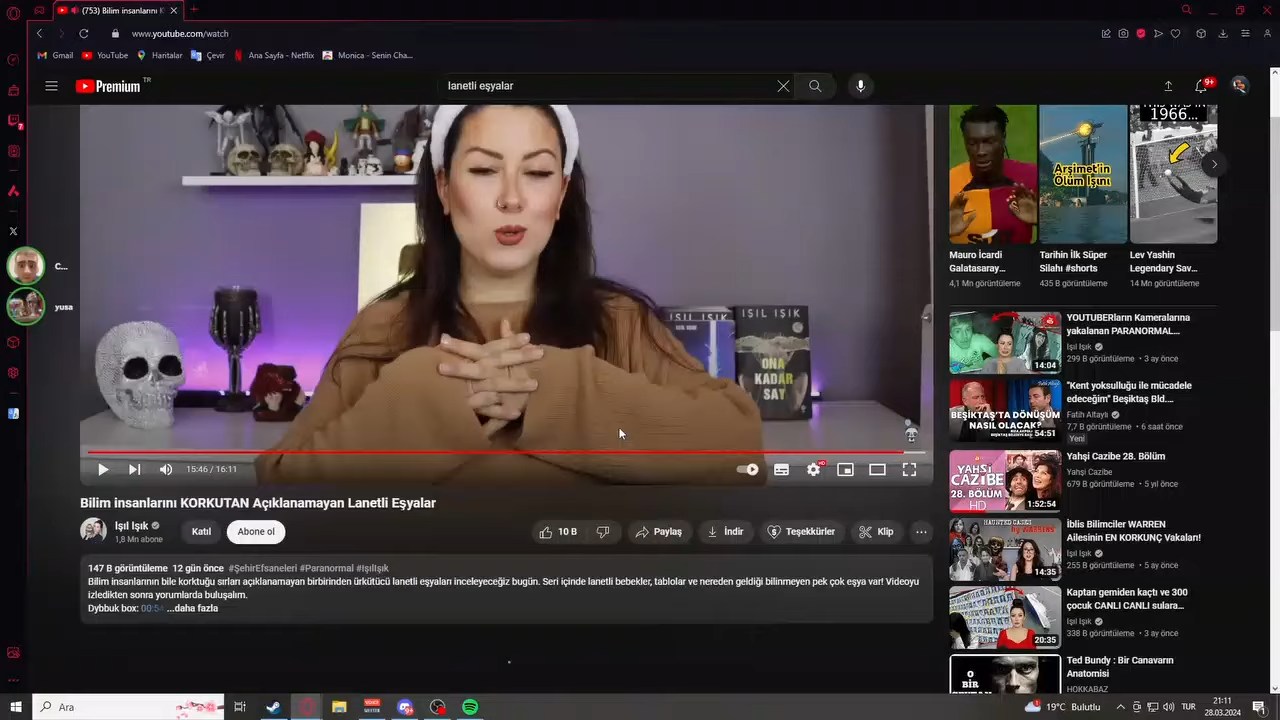 (753) Bilim insanlarını K
www.youtube.com/watch
Gmail
YouTube
Haritalar
Çevir
Ana Sayfa - Netflix
Monica - Senin Cha...
Premium
TR
lanetli eşyalar
9+
7
C...
yusa
IŞIL IŞIK
IŞIL IŞIK
ONA
KADAR
SAY
15:46 / 16:11
HD
Bilim insanlarını KORKUTAN Açıklanamayan Lanetli Eşyalar
Işıl Işık
1,8 Mn abone
Katıl
Abone ol
10 B
Paylaş
İndir
Teşekkürler
Klip
...
147 B görüntüleme 12 gün önce #ŞehirEfsaneleri #Paranormal #IşılIşık
Bilim insanlarının bile korktuğu sırları açıklanamayan birbirinden ürkütücü lanetli eşyaları inceleyeceğiz bugün. Seri içinde lanetli bebekler, tablolar ve nereden geldiği bilinmeyen pek çok eşya var! Videoyu
izledikten sonra yorumlarda buluşalım.
Dybbuk box: 00:54 ...daha fazla
Arşimet'in
Ölüm Işını
1966...
Mauro İcardi
Galatasaray...
4,1 Mn görüntüleme
Tarihin İlk Süper
Silahı #shorts
435 B görüntüleme
Lev Yashin
Legendary Sav...
14 Mn görüntüleme
14:04
YOUTUBERların Kameralarına
yakalanan PARANORMAL...
Işıl Işık
299 B görüntüleme • 3 ay önce
BEŞİKTAŞ'TA DÖNÜŞÜM
NASIL OLACAK?
54:51
"Kent yoksulluğu ile mücadele
edeceğim" Beşiktaş Bld....
Fatih Altaylı
7,7 B görüntüleme • 6 saat önce
Yeni
YAHŞİ
CAZİBE
28. BÖLÜM
HD
1:52:54
Yahşi Cazibe 28. Bölüm
Yahşi Cazibe
679 B görüntüleme • 5 yıl önce
14:35
İblis Bilimciler WARREN
Ailesinin EN KORKUNÇ Vakaları!
Işıl Işık
255 B görüntüleme • 5 ay önce
20:35
Kaptan gemiden kaçtı ve 300
çocuk CANLI CANLI sulara...
Işıl Işık
338 B görüntüleme • 3 ay önce
O
BİR
Ted Bundy : Bir Canavarın
Anatomisi
HOKKABAZ
Ara
19°C Bulutlu
TUR
21:11
28.03.2024